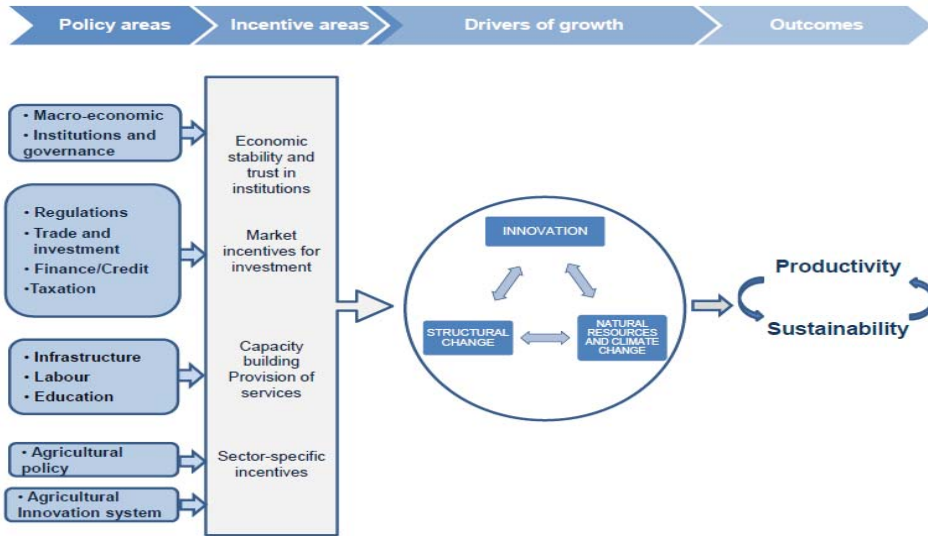 Policy areas
Incentive areas
Drivers of growth
Outcomes
• Macro-economic
• Institutions and
governance
• Regulations
• Trade and
investment
• Finance/Credit
•Taxation
• Infrastructure
• Labour
• Education
• Agricultural
policy
• Agricultural
Innovation system
Economic
stability and
trust in
institutions
Market
incentives for
investment
Capacity
building
Provision of
services
Sector-specific
incentives
INNOVATION
STRUCTURAL
CHANGE
NATURAL
RESOURCES
AND CLIMATE
CHANGE
Productivity
Sustainability